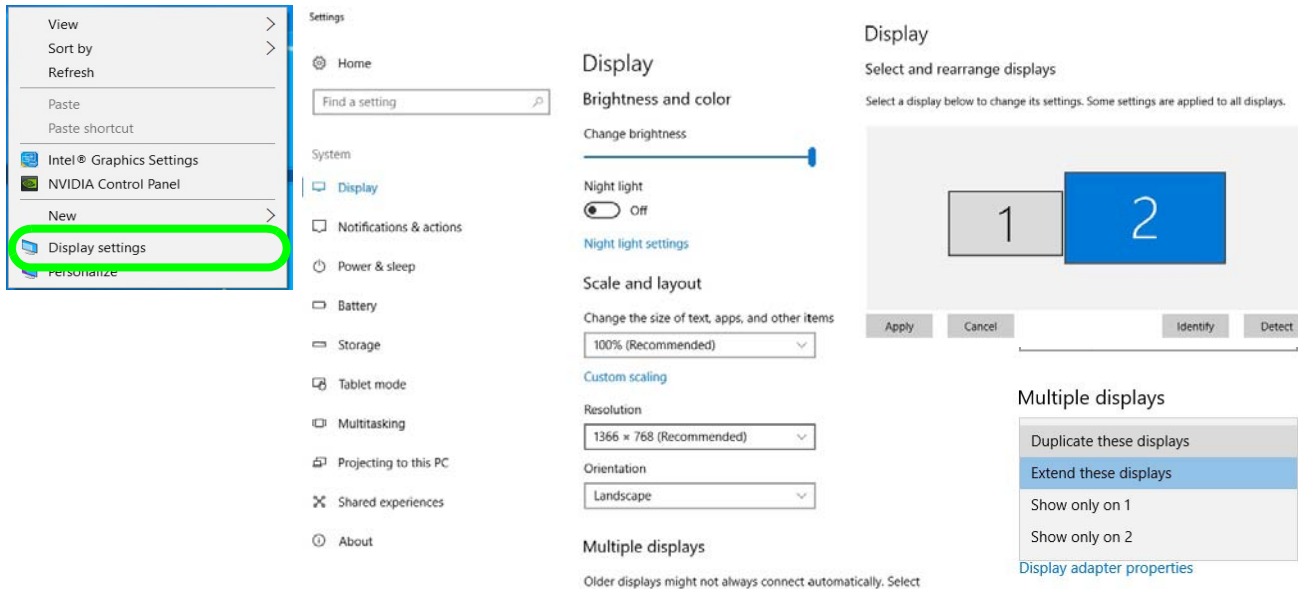 View
Sort by
Refresh
Paste
Paste shortcut
Intel® Graphics Settings
NVIDIA Control Panel
New
Display settings
Personalize
Settings
Home
Find a setting
System
Display
Notifications & actions
Power & sleep
Battery
Storage
Tablet mode
Multitasking
Projecting to this PC
Shared experiences
About
Display
Brightness and color
Change brightness
Night light
Off
Night light settings
Scale and layout
Change the size of text, apps, and other items
100% (Recommended)
Custom scaling
Resolution
1366 × 768 (Recommended)
Orientation
Landscape
Multiple displays
Older displays might not always connect automatically. Select
Display
Select and rearrange displays
Select a display below to change its settings. Some settings are applied to all displays.
1 2
Apply Cancel Identify Detect
Multiple displays
Duplicate these displays
Extend these displays
Show only on 1
Show only on 2
Display adapter properties